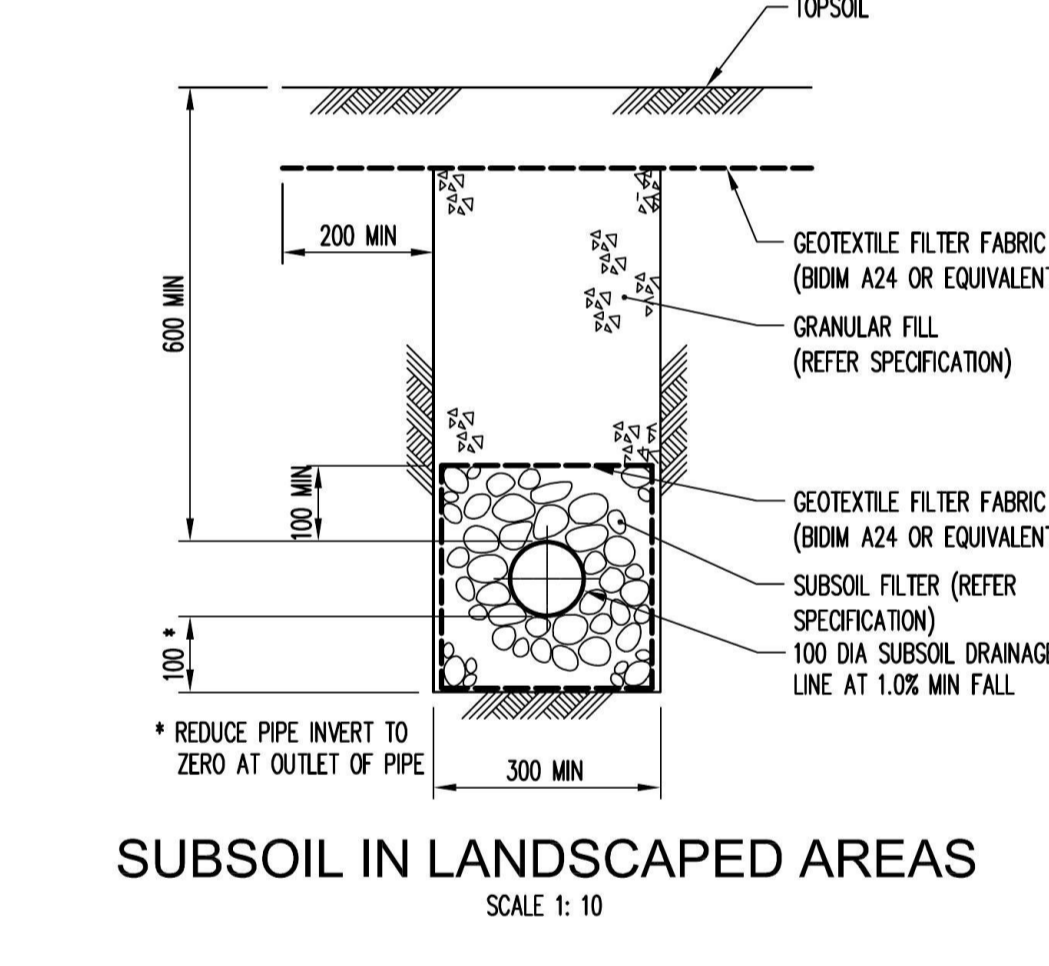 TOPSOIL
200 MIN
600 MIN
GEOTEXTILE FILTER FABRIC
(BIDIM A24 OR EQUIVALENT
GRANULAR FILL
(REFER SPECIFICATION)
100 MIN
GEOTEXTILE FILTER FABRIC
(BIDIM A24 OR EQUIVALENT
SUBSOIL FILTER (REFER
SPECIFICATION)
100 DIA SUBSOIL DRAINAGE
LINE AT 1.0% MIN FALL
100 *
* REDUCE PIPE INVERT TO
ZERO AT OUTLET OF PIPE
300 MIN
SUBSOIL IN LANDSCAPED AREAS
SCALE 1: 10